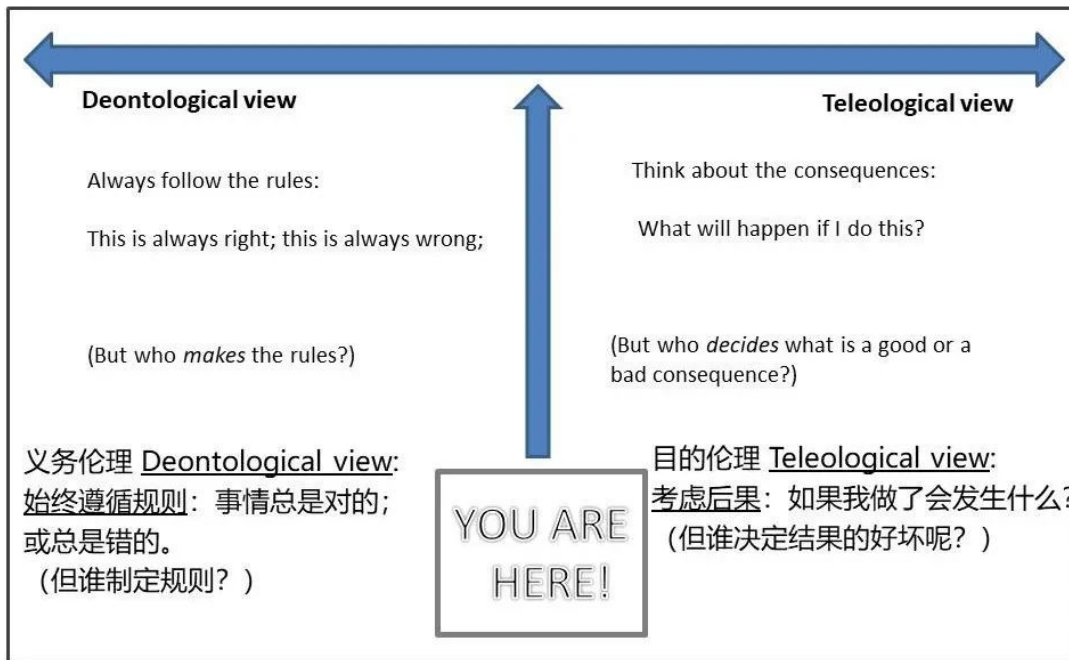 Deontological view
Always follow the rules:
This is always right; this is always wrong;
(But who makes the rules?)
Teleological view
Think about the consequences:
What will happen if I do this?
(But who decides what is a good or a
bad consequence?)
义务伦理 Deontological view:
始终遵循规则：事情总是对的；
或总是错的。
（但谁制定规则？）
YOU ARE
HERE!
目的伦理 Teleological view:
考虑后果：如果我做了会发生什么？
（但谁决定结果的好坏呢？）